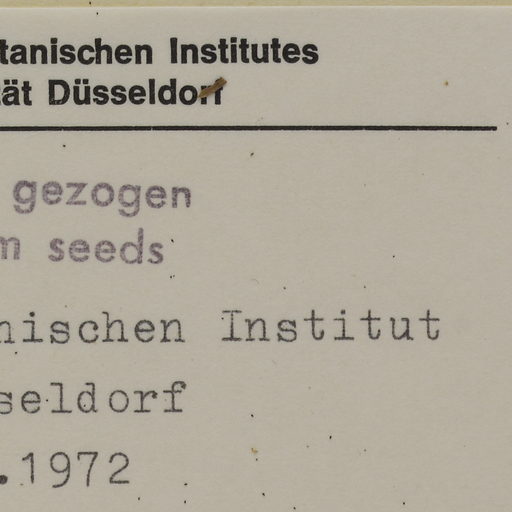 tanischen Institutes
ät Düsseldorf
gezogen
m seeds
nischen Institut
seldorf
.1972